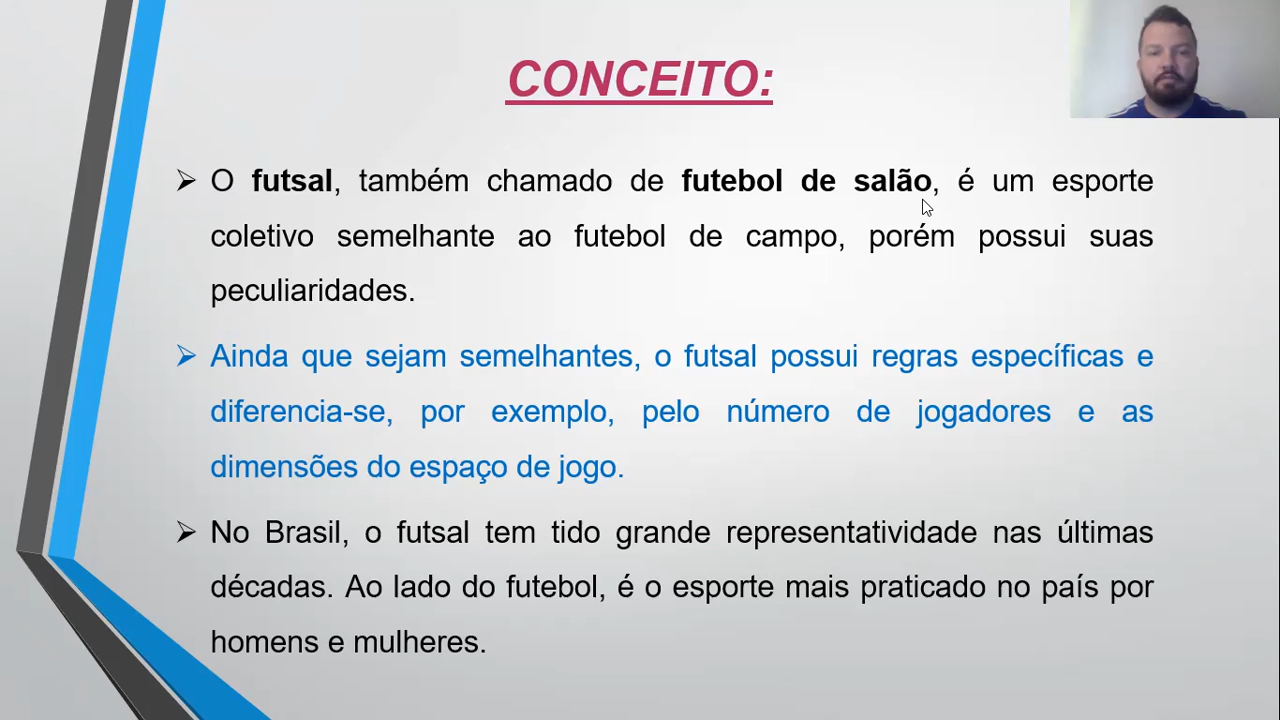 CONCEITO:
O futsal, também chamado de futebol de salão, é um esporte
coletivo semelhante ao futebol de campo, porém possui suas
peculiaridades.
Ainda que sejam semelhantes, o futsal possui regras específicas e
diferencia-se, por exemplo, pelo número de jogadores e as
dimensões do espaço de jogo.
No Brasil, o futsal tem tido grande representatividade nas últimas
décadas. Ao lado do futebol, é o esporte mais praticado no país por
homens e mulheres.